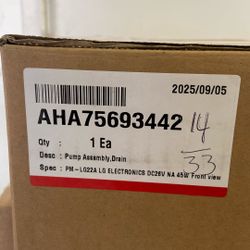 2025/09/05
AHA75693442
14
33
Qty : 1 Ea
Desc : Pump Assembly,Drain
Spec : PM-LG22A LG ELECTRONICS DC26V NA 45W Front view